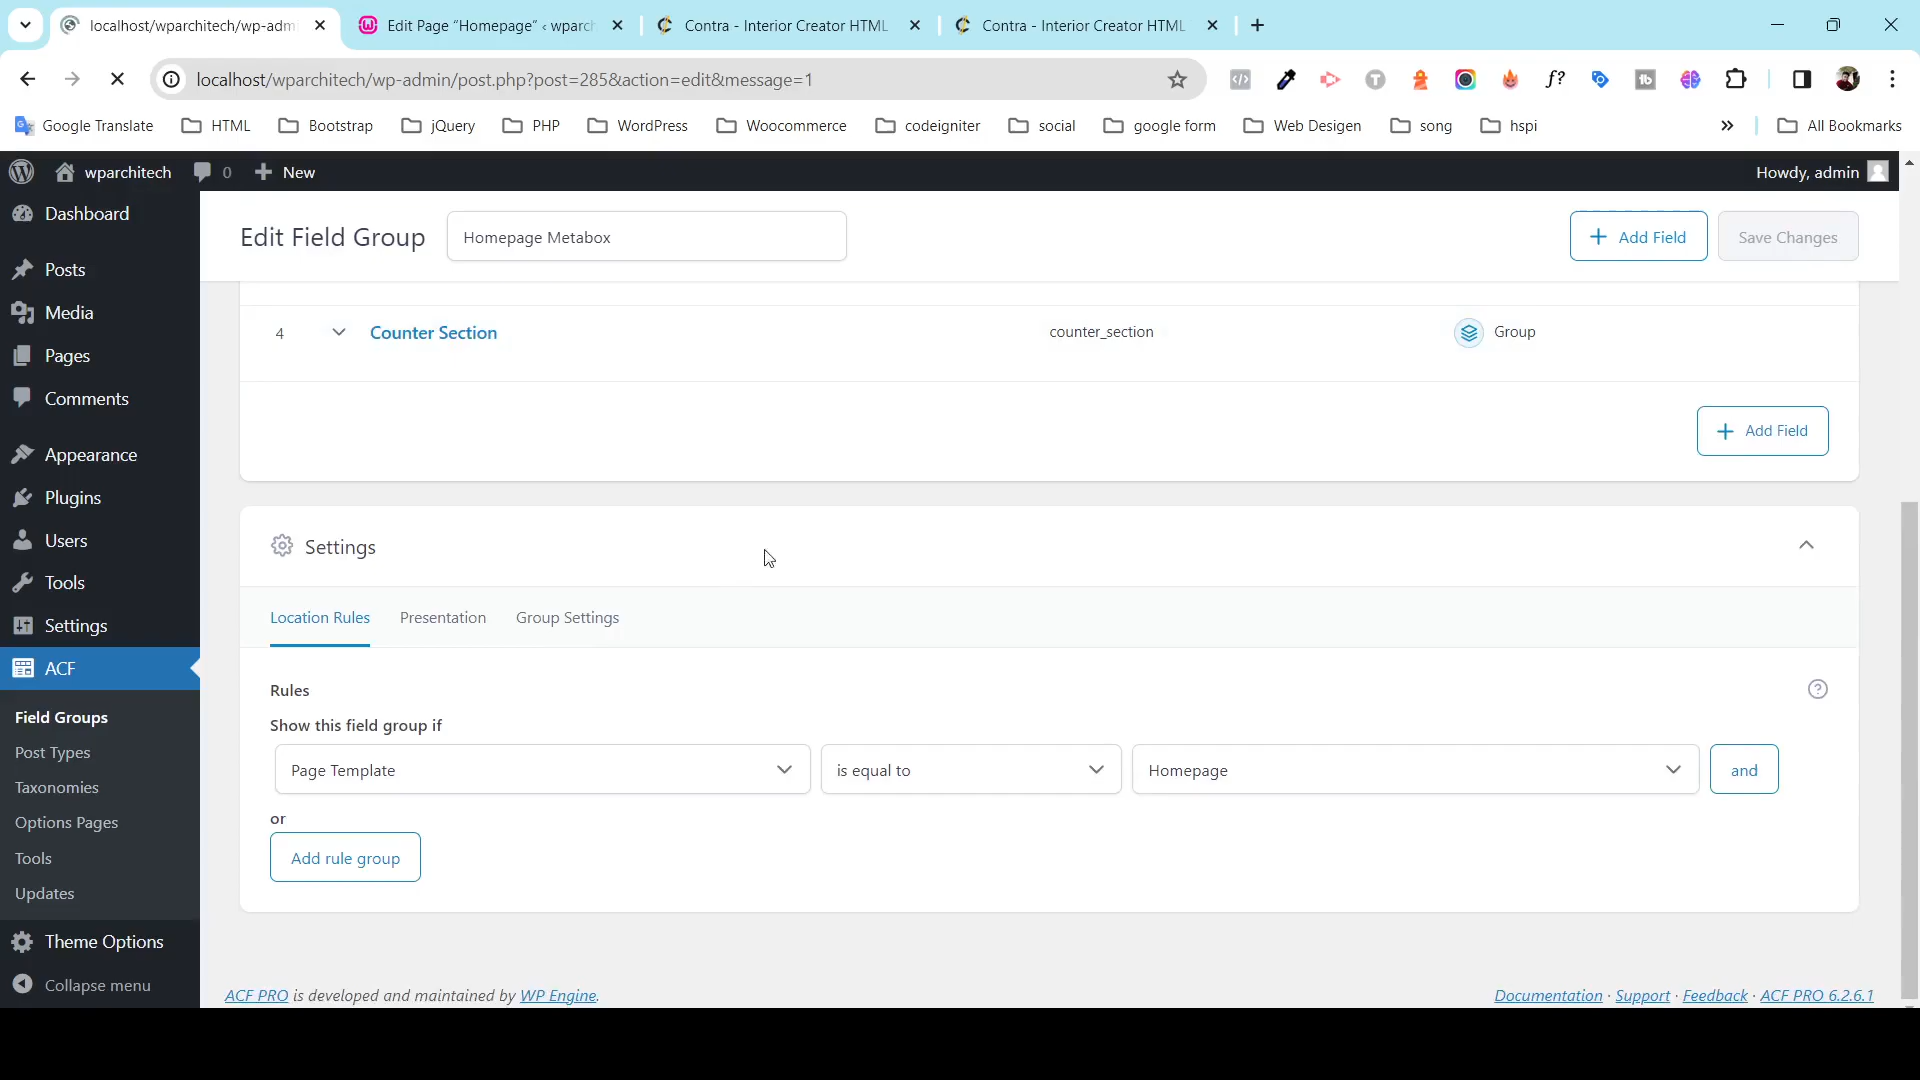 localhost/wparchitech/wp-adm
Edit Page “Homepage” ‹ wparch
Contra - Interior Creator HTML
Contra - Interior Creator HTML
localhost/wparchitech/wp-admin/post.php?post=285&action=edit&message=1
Google Translate
HTML
Bootstrap
jQuery
PHP
WordPress
Woocommerce
codeigniter
social
google form
Web Desigen
song
hspi
All Bookmarks
wparchitech
0
New
Howdy, admin
Dashboard
Posts
Media
Pages
Comments
Appearance
Plugins
Users
Tools
Settings
ACF
Field Groups
Post Types
Taxonomies
Options Pages
Tools
Updates
Theme Options
Collapse menu
Edit Field Group
Homepage Metabox
Add Field
Save Changes
4
Counter Section
counter_section
Group
Add Field
Settings
Location Rules
Presentation
Group Settings
Rules
Show this field group if
Page Template
is equal to
Homepage
and
or
Add rule group
ACF PRO is developed and maintained by WP Engine.
Documentation · Support · Feedback · ACF PRO 6.2.6.1